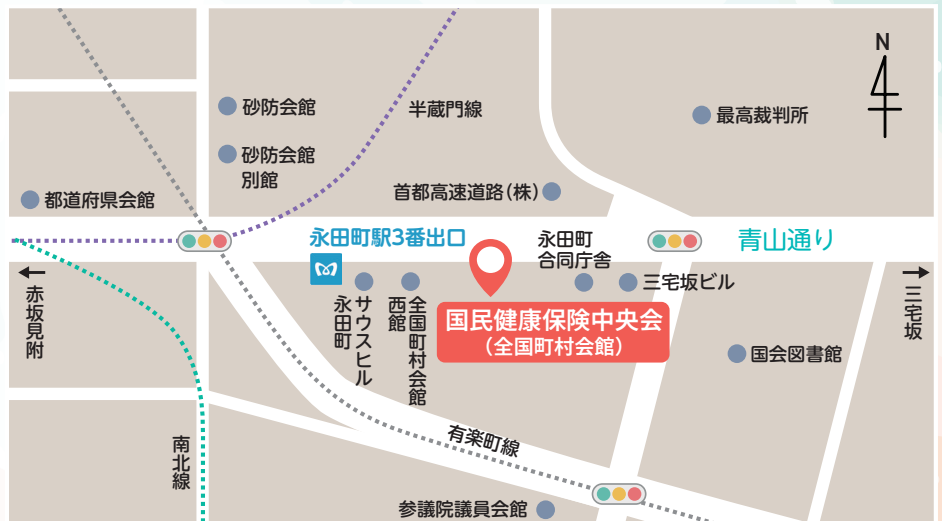 N
砂防会館
半蔵門線
最高裁判所
砂防会館
別館
都道府県会館
首都高速道路(株)
永田町駅3番出口
永田町
合同庁舎
青山通り
赤坂見附
サウスヒル
永田町
全国町村会館
西館
三宅坂ビル
三宅坂
国民健康保険中央会
(全国町村会館)
国会図書館
南北線
有楽町線
参議院議員会館